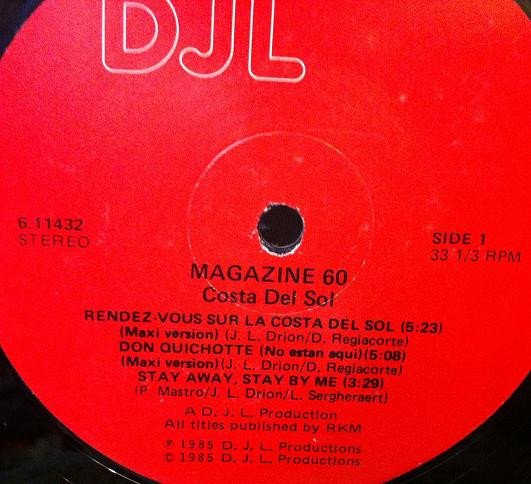 DJL
6.11432
STEREO
SIDE 1
33 1/3 RPM
MAGAZINE 60
Costa Del Sol
RENDEZ-VOUS SUR LA COSTA DEL SOL (5:23)
(Maxi version) (J. L. Drion/D. Regiacorte)
DON QUICHOTTE (No estan aqui)(5:08)
(Maxi version)(J. L. Drion/D. Regiacorte)
STAY AWAY, STAY BY ME (3:29)
(P. Mastro/J. L. Drion/L. Sergheraert)
A D. J. L. Production
All titles published by RKM
℗ 1985 D. J. L. Productions
© 1985 D. J. L. Productions